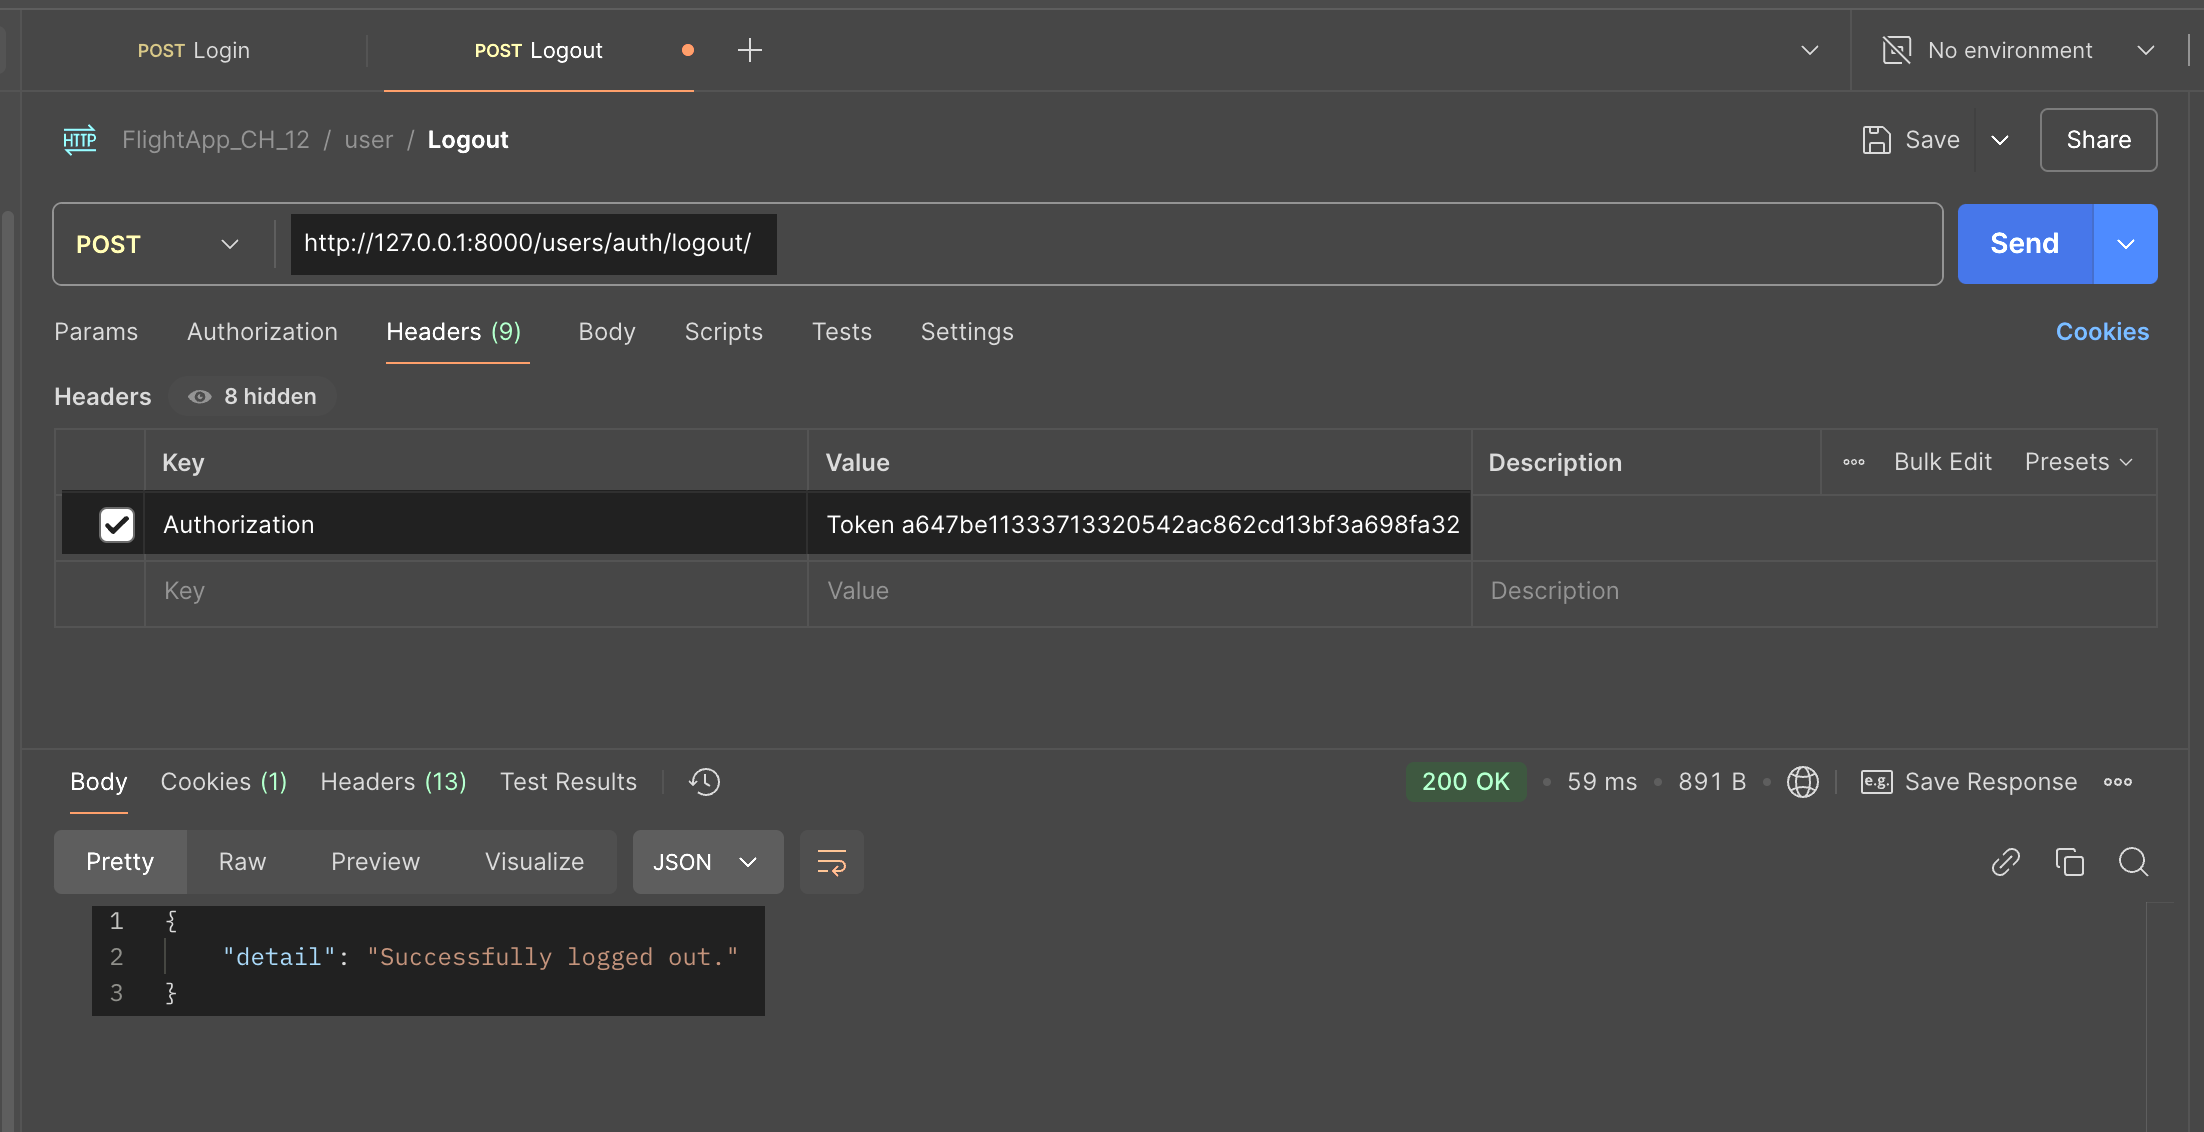 POST Login
POST Logout
No environment
HTTP FlightApp_CH_12 / user / Logout
Save
Share
POST
http://127.0.0.1:8000/users/auth/logout/
Send
Params Authorization Headers (9) Body Scripts Tests Settings
Cookies
Headers 8 hidden
Key Value Description Bulk Edit Presets
Authorization Token a647be11333713320542ac862cd13bf3a698fa32
Key Value Description
Body Cookies (1) Headers (13) Test Results
200 OK • 59 ms • 891 B • e.g. Save Response
Pretty Raw Preview Visualize JSON
1 {
2 "detail": "Successfully logged out."
3 }